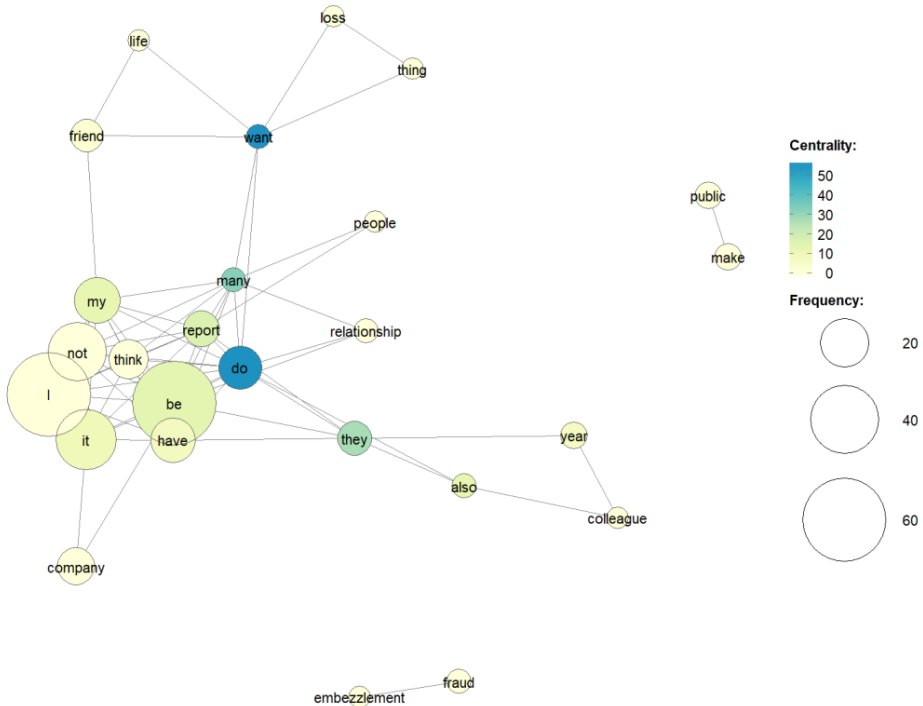 loss
life
thing
friend
want
Centrality:
50
40
30
20
10
0
public
people
make
many
my
Frequency:
report
relationship
20
not
think
do
I
be
40
it
have
they
year
also
colleague
60
company
fraud
embezzlement